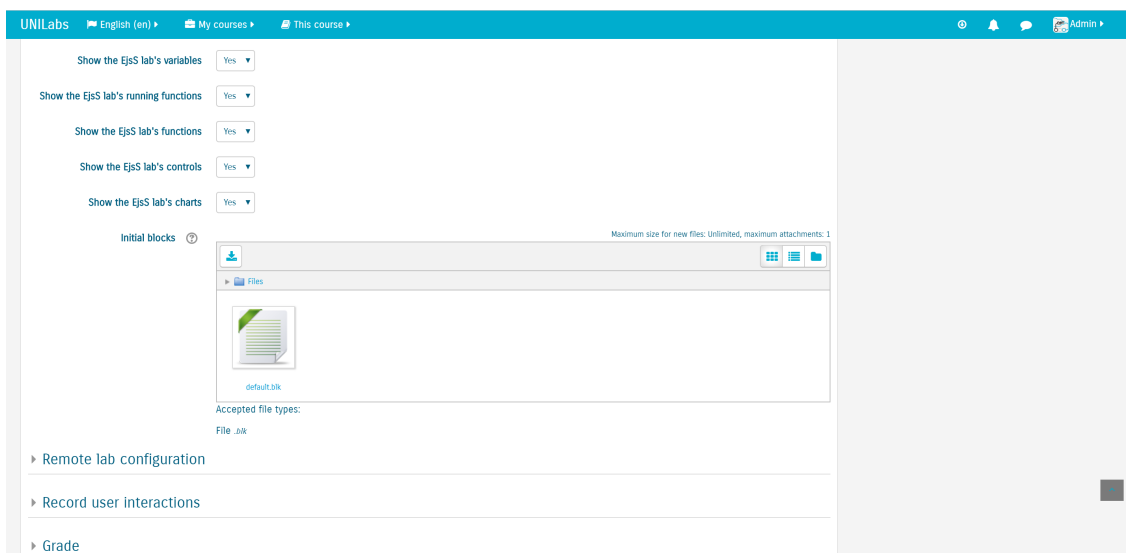 UNILabs English (en) My courses This course Admin
Show the EjsS lab's variables Yes
Show the EjsS lab's running functions Yes
Show the EjsS lab's functions Yes
Show the EjsS lab's controls Yes
Show the EjsS lab's charts Yes
Initial blocks ?
Maximum size for new files: Unlimited, maximum attachments: 1
Files
default.blk
Accepted file types:
File .blk
Remote lab configuration
Record user interactions
Grade